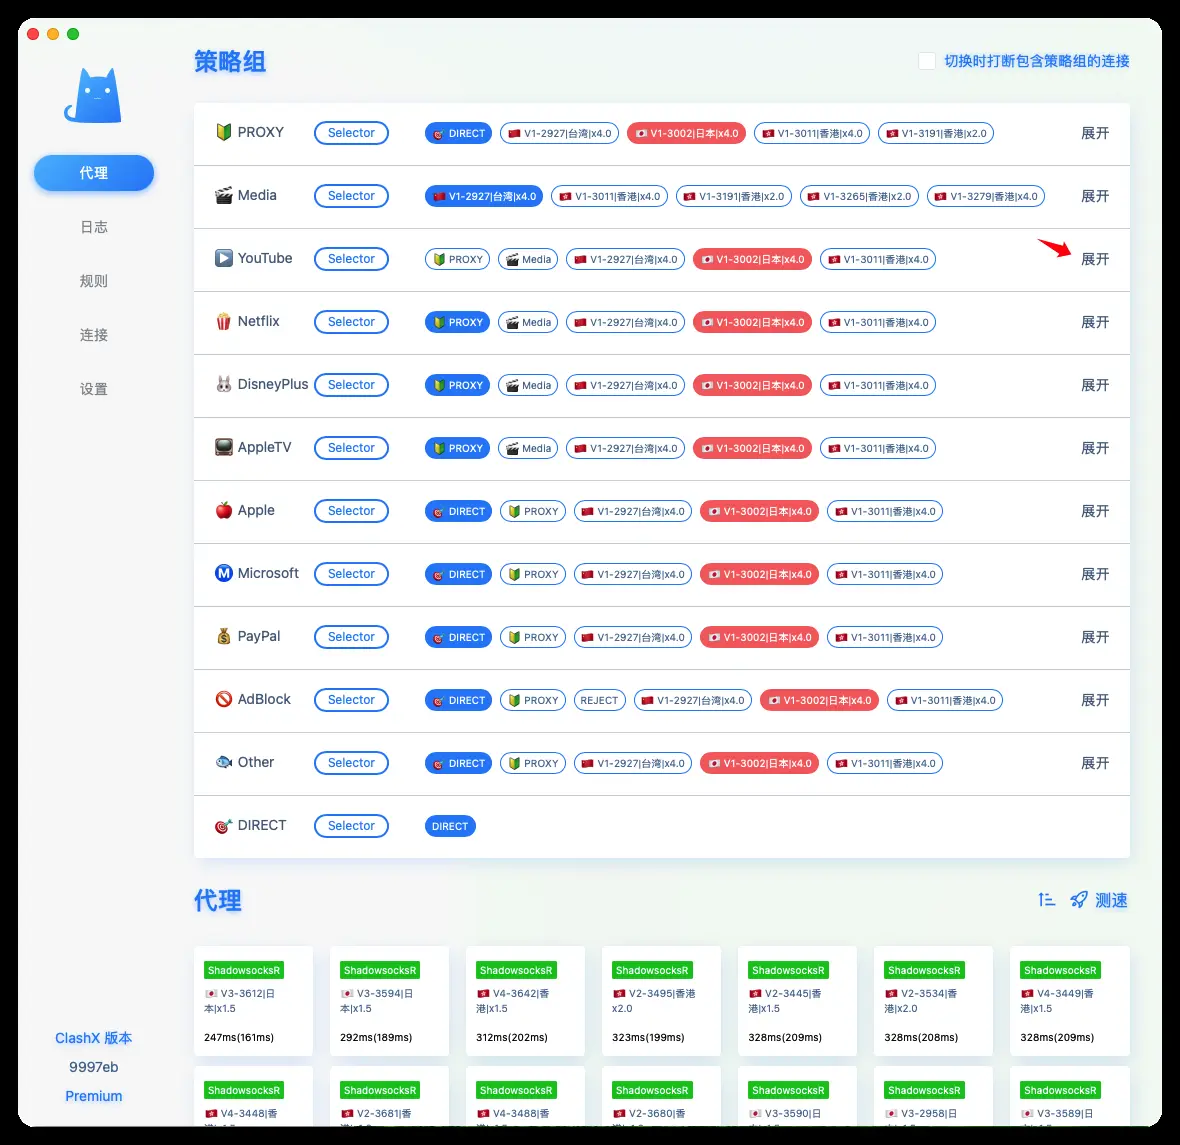 策略组
切换时打断包含策略组的连接
代理
日志
规则
连接
设置
PROXY Selector DIRECT V1-2927|台湾|x4.0 V1-3002|日本|x4.0 V1-3011|香港|x4.0 V1-3191|香港|x2.0 展开
Media Selector V1-2927|台湾|x4.0 V1-3011|香港|x4.0 V1-3191|香港|x2.0 V1-3265|香港|x2.0 V1-3279|香港|x4.0 展开
YouTube Selector PROXY Media V1-2927|台湾|x4.0 V1-3002|日本|x4.0 V1-3011|香港|x4.0 展开
Netflix Selector PROXY Media V1-2927|台湾|x4.0 V1-3002|日本|x4.0 V1-3011|香港|x4.0 展开
DisneyPlus Selector PROXY Media V1-2927|台湾|x4.0 V1-3002|日本|x4.0 V1-3011|香港|x4.0 展开
AppleTV Selector PROXY Media V1-2927|台湾|x4.0 V1-3002|日本|x4.0 V1-3011|香港|x4.0 展开
Apple Selector DIRECT PROXY V1-2927|台湾|x4.0 V1-3002|日本|x4.0 V1-3011|香港|x4.0 展开
Microsoft Selector DIRECT PROXY V1-2927|台湾|x4.0 V1-3002|日本|x4.0 V1-3011|香港|x4.0 展开
PayPal Selector DIRECT PROXY V1-2927|台湾|x4.0 V1-3002|日本|x4.0 V1-3011|香港|x4.0 展开
AdBlock Selector DIRECT PROXY REJECT V1-2927|台湾|x4.0 V1-3002|日本|x4.0 V1-3011|香港|x4.0 展开
Other Selector DIRECT PROXY V1-2927|台湾|x4.0 V1-3002|日本|x4.0 V1-3011|香港|x4.0 展开
DIRECT Selector DIRECT
代理
测速
ShadowsocksR
V3-3612|日
本|x1.5
247ms(161ms)
ShadowsocksR
V3-3594|日
本|x1.5
292ms(189ms)
ShadowsocksR
V4-3642|香
港|x1.5
312ms(202ms)
ShadowsocksR
V2-3495|香港
x2.0
323ms(199ms)
ShadowsocksR
V2-3445|香
港|x1.5
328ms(209ms)
ShadowsocksR
V2-3534|香
港|x2.0
328ms(208ms)
ShadowsocksR
V4-3449|香
港|x1.5
328ms(209ms)
ShadowsocksR
V4-3448|香
ShadowsocksR
V2-3681|香
ShadowsocksR
V4-3488|香
ShadowsocksR
V2-3680|香
ShadowsocksR
V3-3590|日
ShadowsocksR
V3-2958|日
ShadowsocksR
V3-3589|日
ClashX 版本
9997eb
Premium